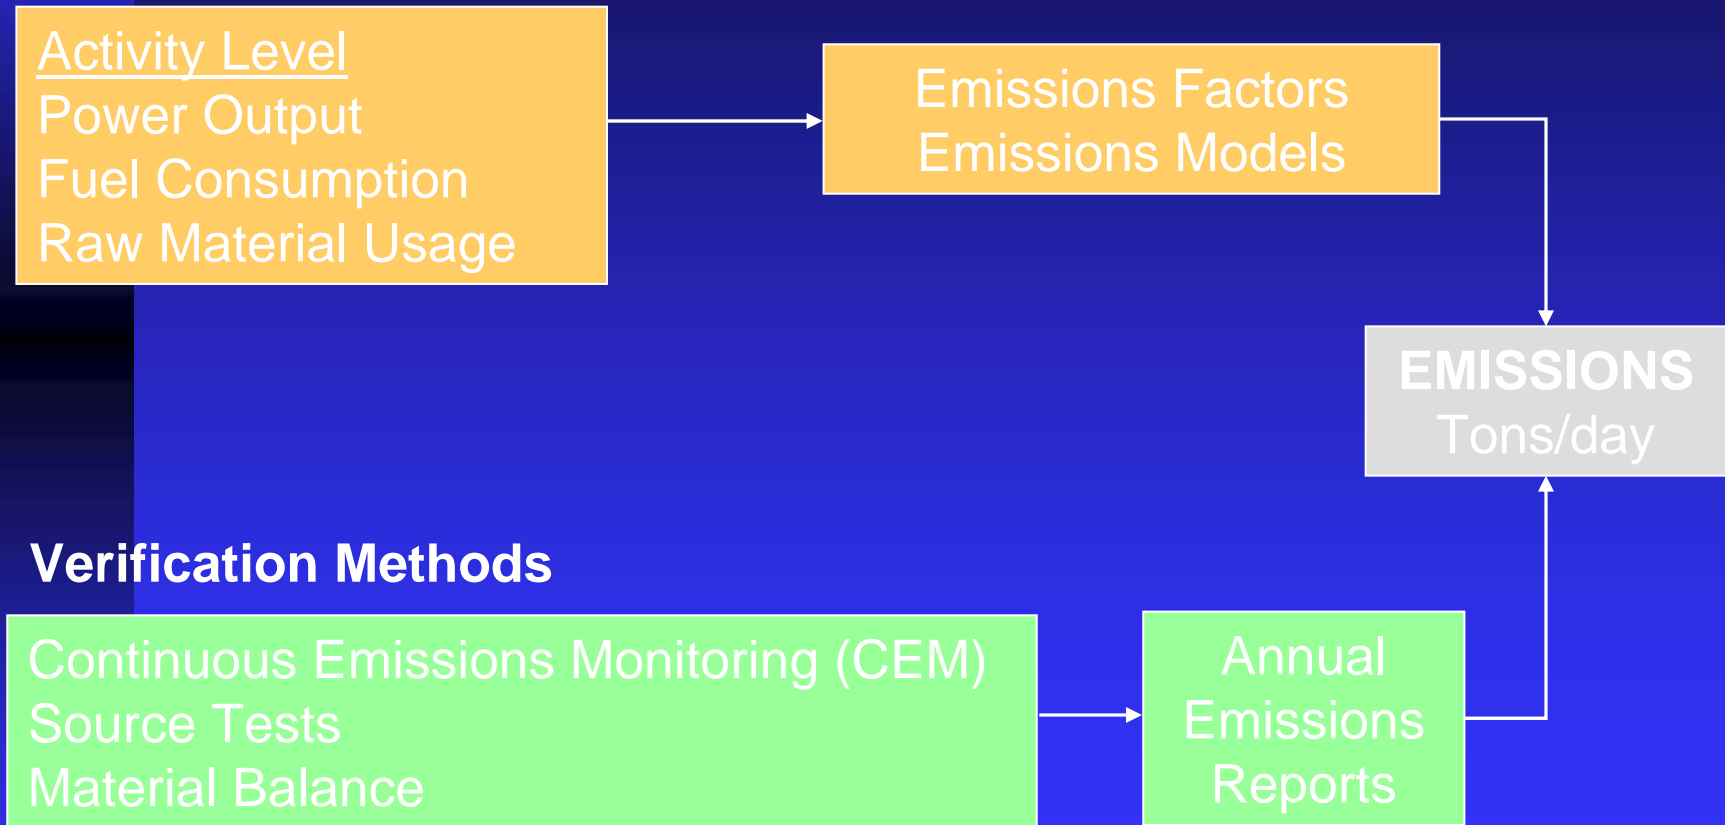 Activity Level
Power Output
Fuel Consumption
Raw Material Usage
Emissions Factors
Emissions Models
EMISSIONS
Tons/day
Verification Methods
Continuous Emissions Monitoring (CEM)
Source Tests
Material Balance
Annual
Emissions
Reports